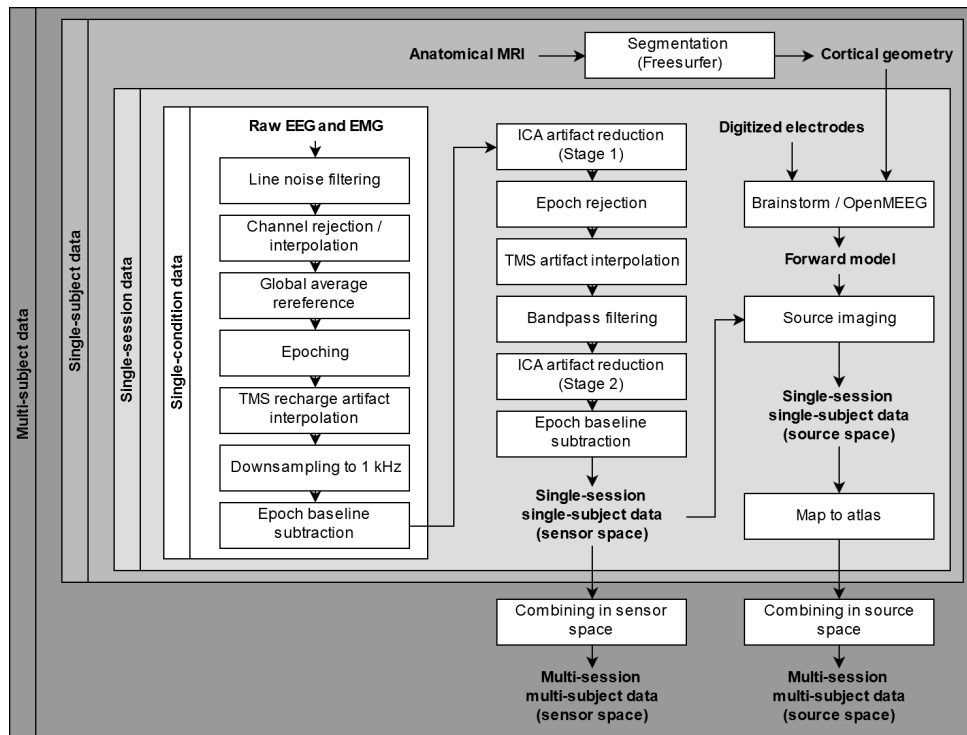 Multi-subject data
Single-subject data
Anatomical MRI
Segmentation
(Freesurfer)
Cortical geometry
Single-session data
Single-condition data
Raw EEG and EMG
Line noise filtering
Channel rejection /
interpolation
Global average
rereference
Epoching
TMS recharge artifact
interpolation
Downsampling to 1 kHz
Epoch baseline
subtraction
ICA artifact reduction
(Stage 1)
Epoch rejection
TMS artifact interpolation
Bandpass filtering
ICA artifact reduction
(Stage 2)
Epoch baseline
subtraction
Single-session
single-subject data
(sensor space)
Digitized electrodes
Brainstorm / OpenMEEG
Forward model
Source imaging
Single-session
single-subject data
(source space)
Map to atlas
Combining in sensor
space
Multi-session
multi-subject data
(sensor space)
Combining in source
space
Multi-session
multi-subject data
(source space)